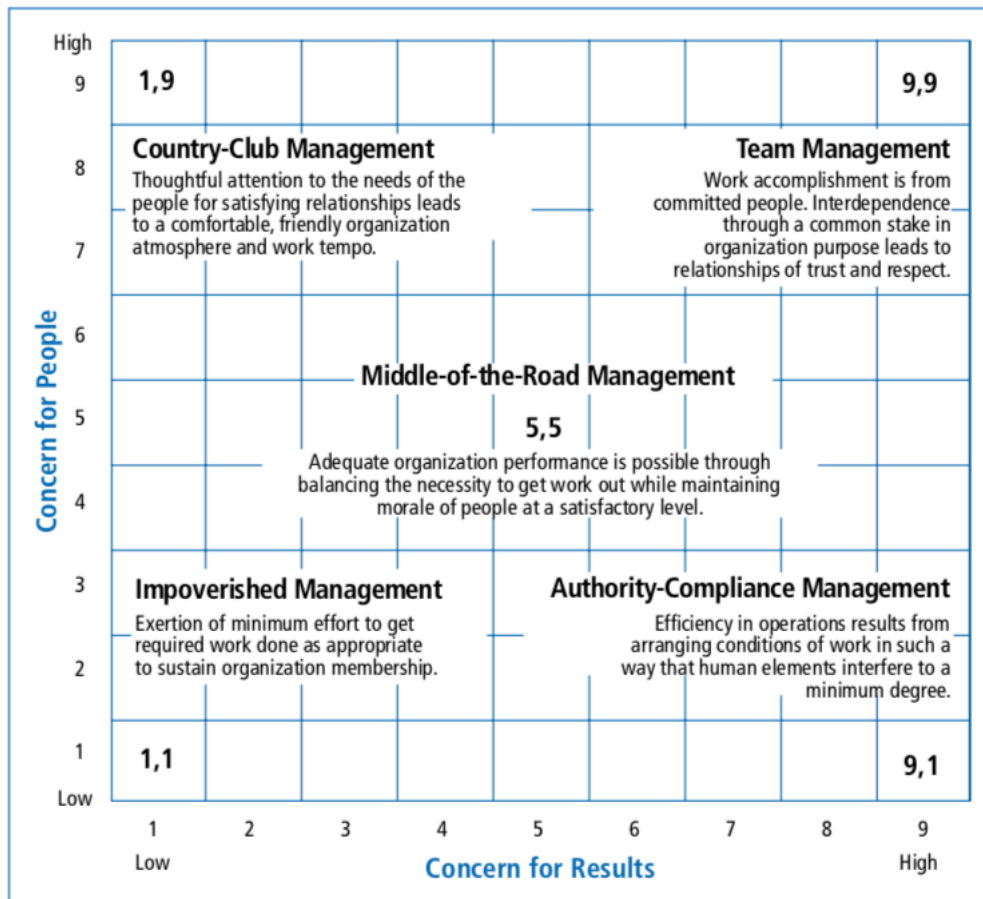 High
9
1,9
9,9
Country-Club Management
Thoughtful attention to the needs of the
people for satisfying relationships leads
to a comfortable, friendly organization
atmosphere and work tempo.
Team Management
Work accomplishment is from
committed people. Interdependence
through a common stake in
organization purpose leads to
relationships of trust and respect.
8
7
6
Concern for People
Middle-of-the-Road Management
5
5,5
Adequate organization performance is possible through
balancing the necessity to get work out while maintaining
morale of people at a satisfactory level.
4
3
Impoverished Management
Exertion of minimum effort to get
required work done as appropriate
to sustain organization membership.
Authority-Compliance Management
Efficiency in operations results from
arranging conditions of work in such a
way that human elements interfere to a
minimum degree.
2
1
1,1
9,1
Low
1 2 3 4 5 6 7 8 9
Low
High
Concern for Results